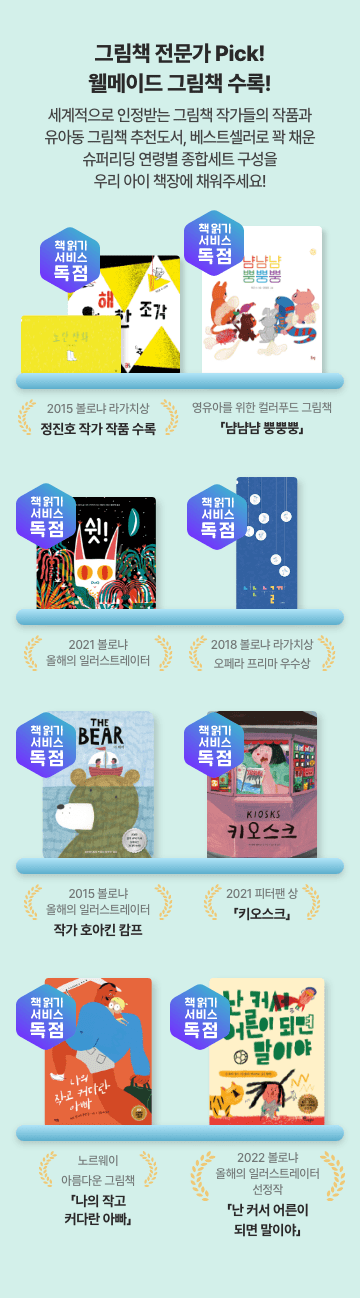 그림책 전문가 Pick!
웰메이드 그림책 수록!
세계적으로 인정받는 그림책 작가들의 작품과
유아동 그림책 추천도서, 베스트셀러로 꽉 채운
슈퍼리딩 연령별 종합세트 구성을
우리 아이 책장에 채워주세요!
책 읽기
서비스
독점
해
한 조각
책 읽기
서비스
독점
냠냠냠
뿡뿡뿡
2015 볼로냐 라가치상
정진호 작가 작품 수록
영유아를 위한 컬러푸드 그림책
「냠냠냠 뿡뿡뿡」
책 읽기
서비스
독점
쉿!
책 읽기
서비스
독점
2021 볼로냐
올해의 일러스트레이터
2018 볼로냐 라가치상
오페라 프리마 우수상
책 읽기
서비스
독점
THE
BEAR
책 읽기
서비스
독점
KIOSKS
키오스크
2015 볼로냐
올해의 일러스트레이터
작가 호아킨 캄프
2021 피터팬 상
「키오스크」
책 읽기
서비스
독점
나의
작고 커다란
아빠
책 읽기
서비스
독점
난 커서
어른이 되면
말이야
노르웨이
아름다운 그림책
「나의 작고
커다란 아빠」
2022 볼로냐
올해의 일러스트레이터
선정작
「난 커서 어른이
되면 말이야」